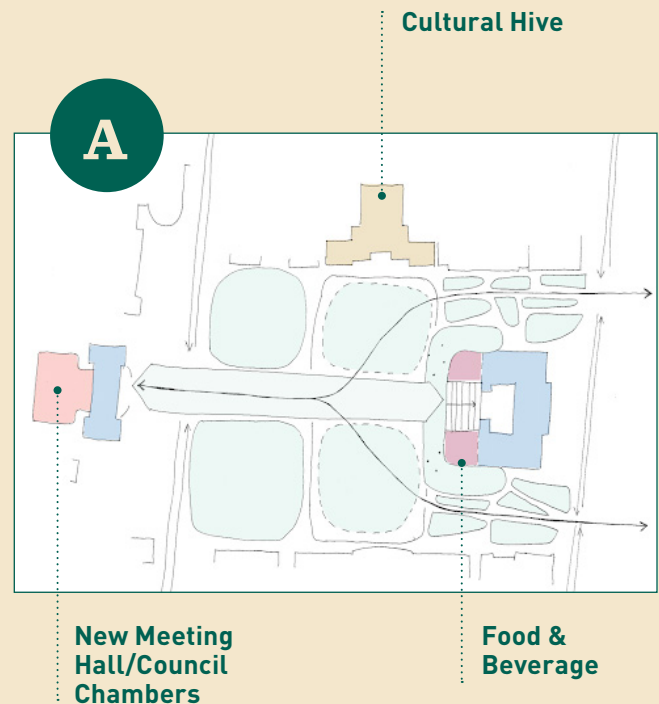 Cultural Hive
A
New Meeting
Hall/Council
Chambers
Food &
Beverage